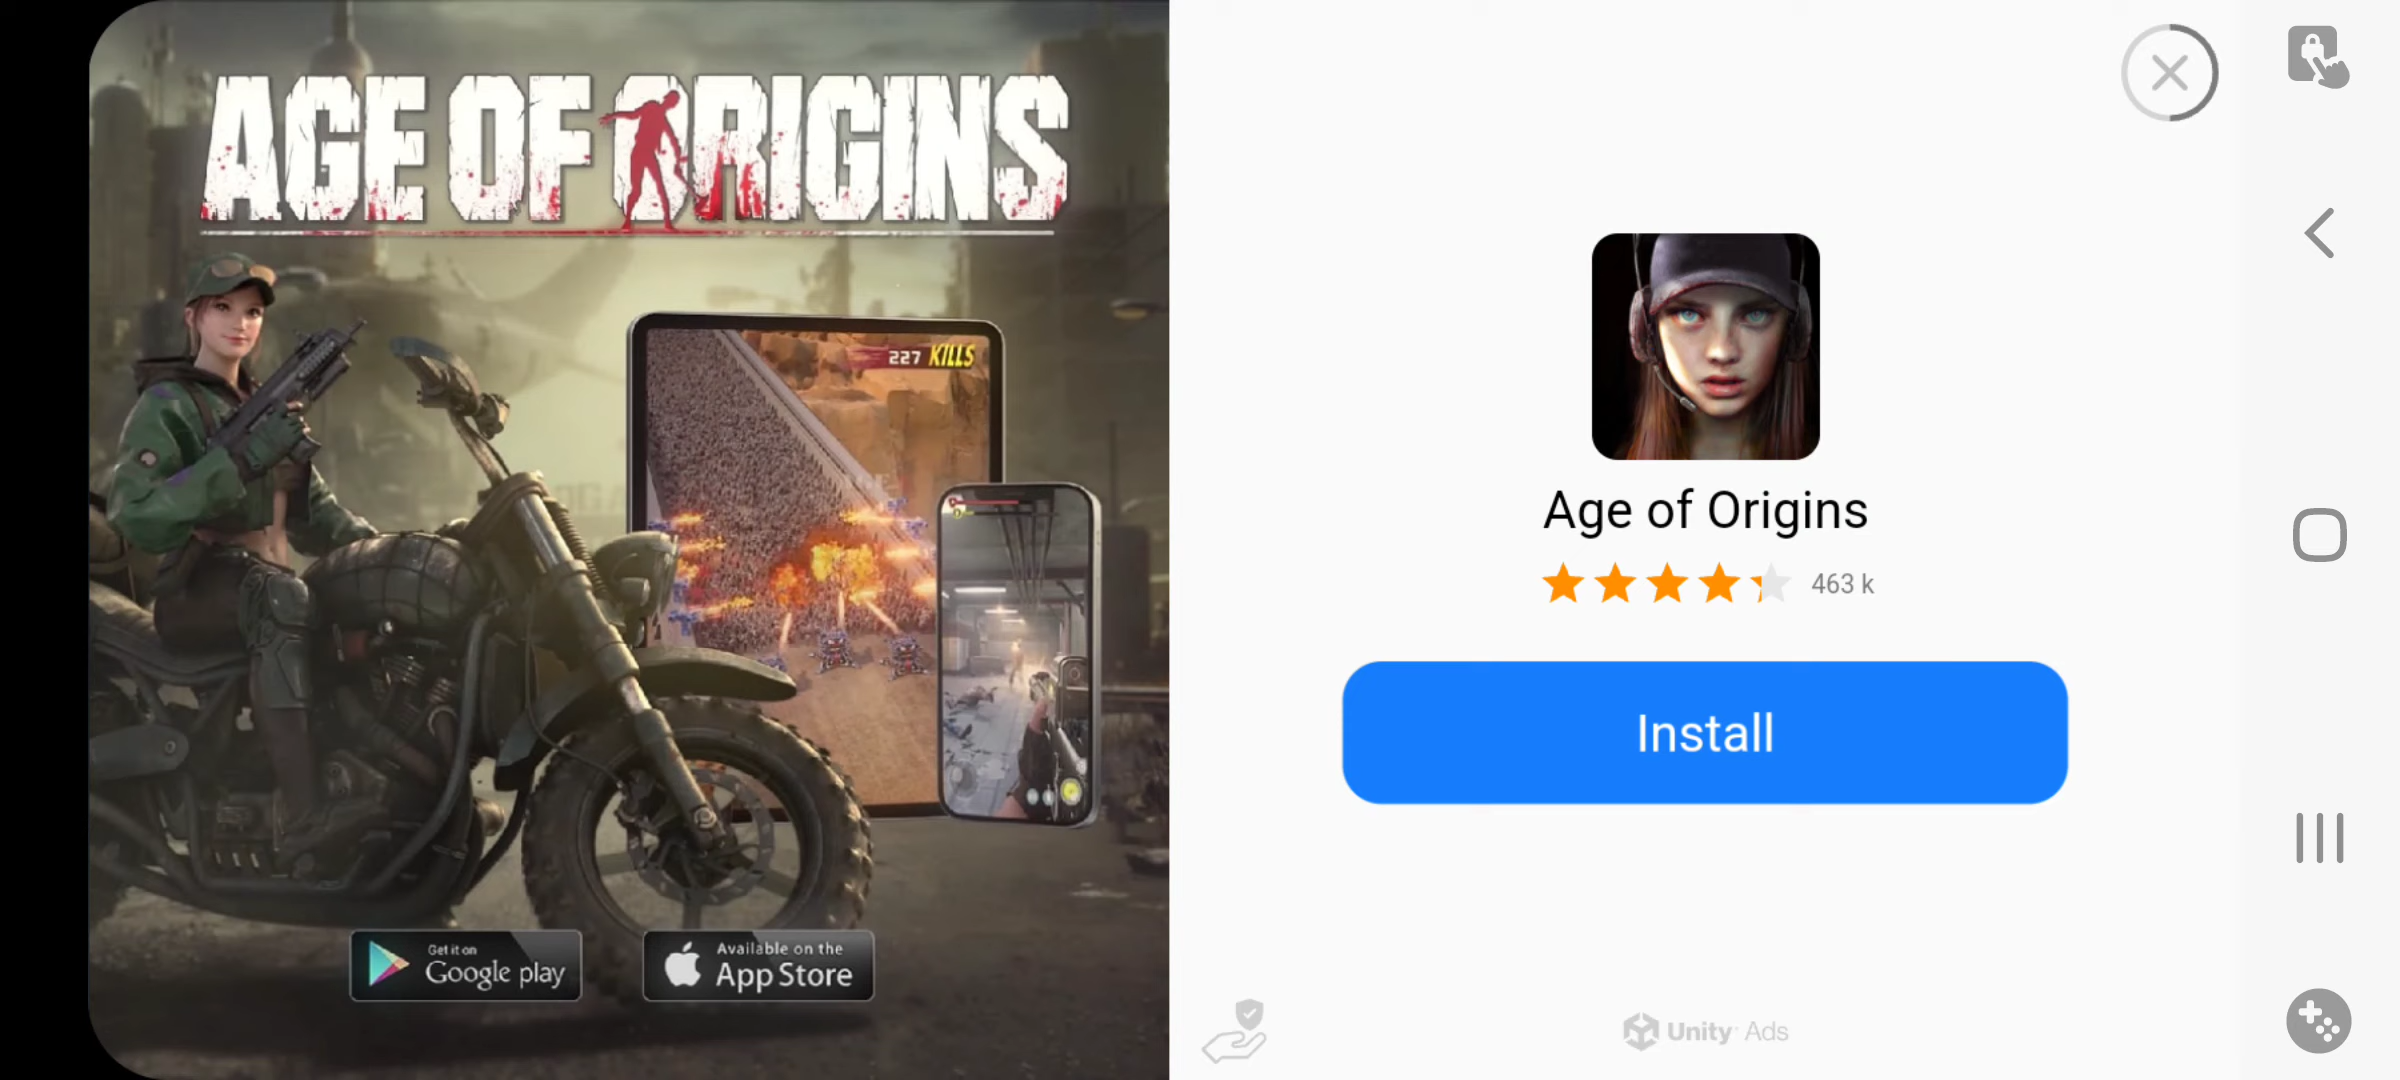 AGE OF ORIGINS
227 KILLS
Get it on
Google play
Available on the
App Store
Age of Origins
463 k
Install
Unity Ads